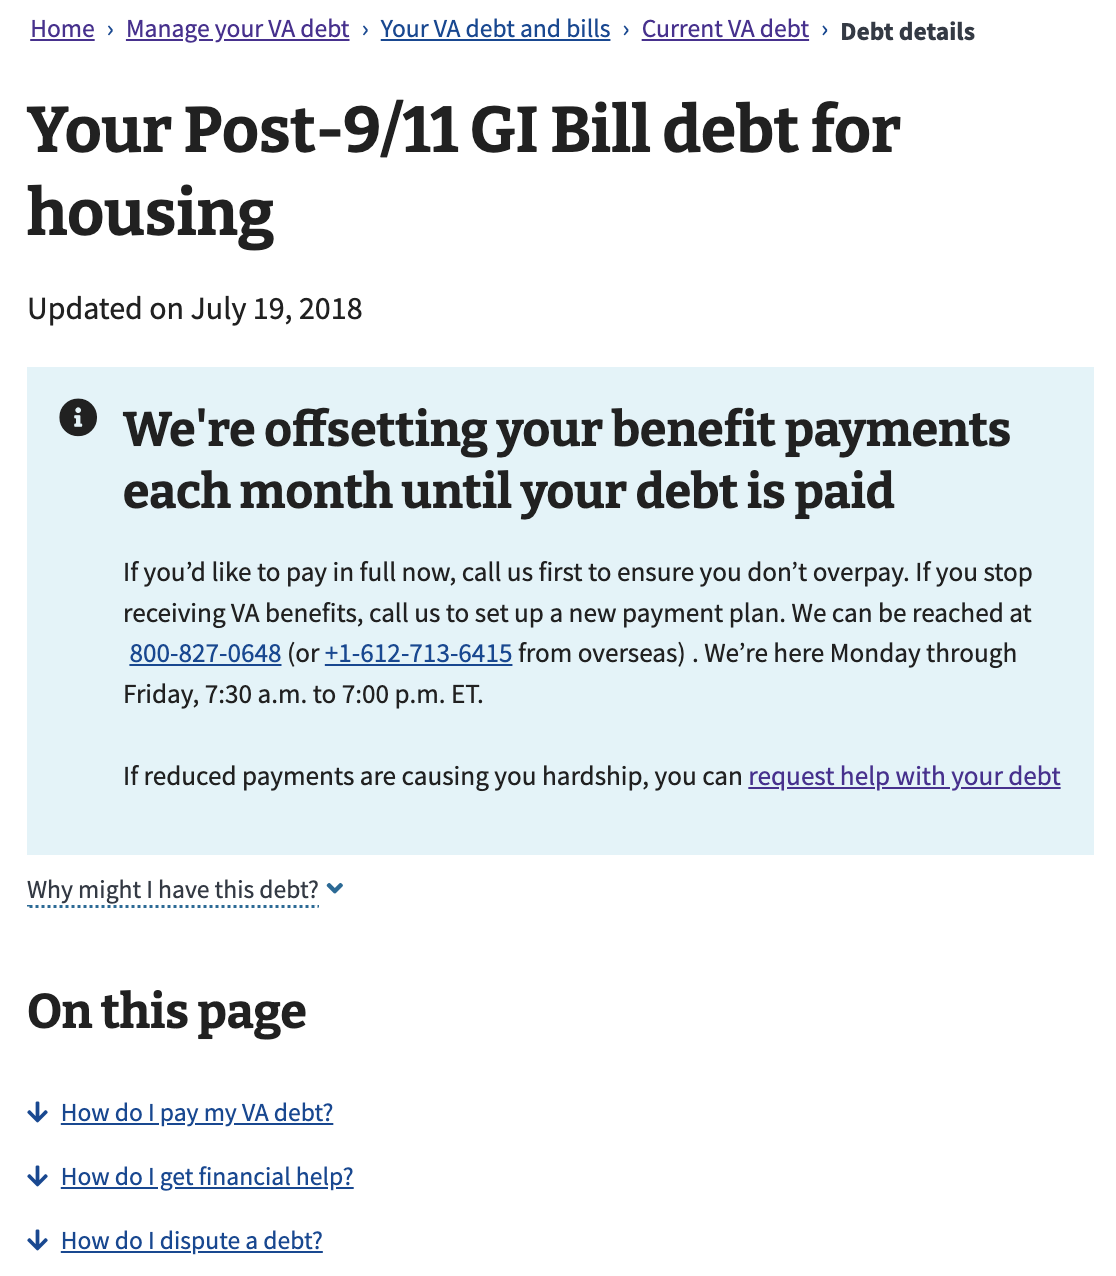 Home › Manage your VA debt › Your VA debt and bills › Current VA debt › Debt details
Your Post-9/11 GI Bill debt for
housing
Updated on July 19, 2018
We're offsetting your benefit payments
each month until your debt is paid
If you’d like to pay in full now, call us first to ensure you don’t overpay. If you stop
receiving VA benefits, call us to set up a new payment plan. We can be reached at
800-827-0648 (or +1-612-713-6415 from overseas) . We’re here Monday through
Friday, 7:30 a.m. to 7:00 p.m. ET.
If reduced payments are causing you hardship, you can request help with your debt
Why might I have this debt?
On this page
How do I pay my VA debt?
How do I get financial help?
How do I dispute a debt?